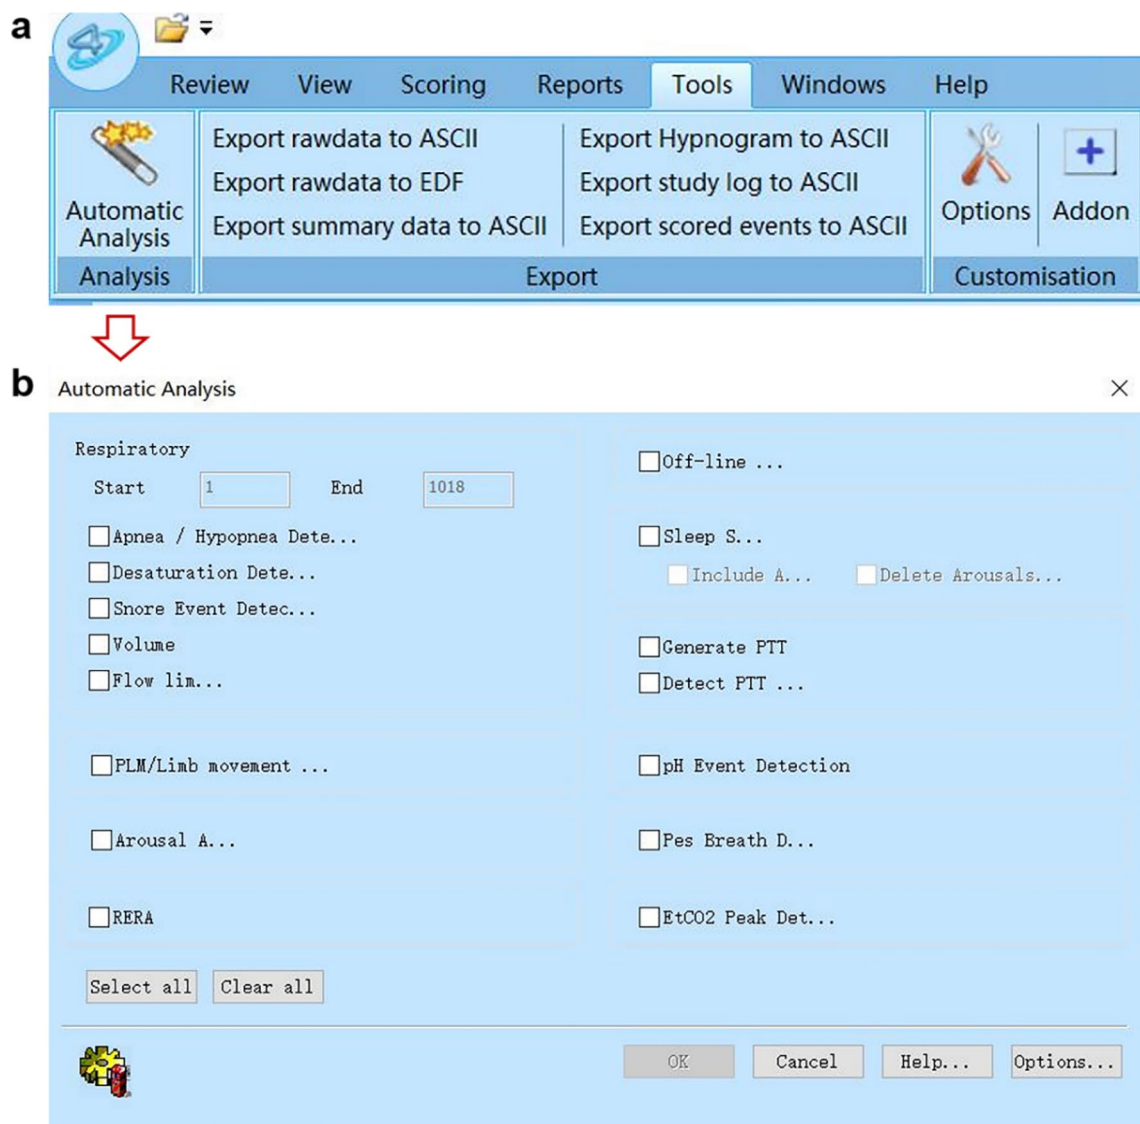 a
Review View Scoring Reports Tools Windows Help
Automatic Analysis
Export rawdata to ASCII
Export rawdata to EDF
Export summary data to ASCII
Export Hypnogram to ASCII
Export study log to ASCII
Export scored events to ASCII
Options
Addon
Analysis
Export
Customisation
b
Automatic Analysis
Respiratory
Start 1 End 1018
Apnea / Hypopnea Dete...
Desaturation Dete...
Snore Event Detec...
Volume
Flow lim...
PLM/Limb movement ...
Arousal A...
RERA
Off-line ...
Sleep S...
Include A... Delete Arousals...
Generate PTT
Detect PTT ...
pH Event Detection
Pes Breath D...
EtCO2 Peak Det...
Select all Clear all
OK Cancel Help... Options...